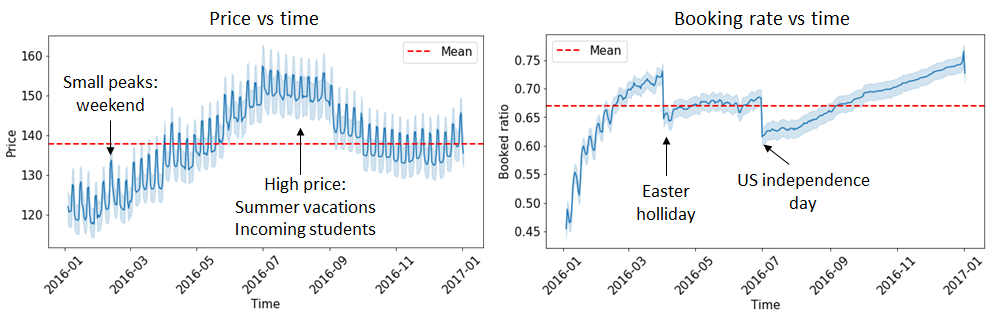 Price vs time
160
150
140
130
120
Price
Mean
Small peaks:
weekend
High price:
Summer vacations
Incoming students
2016-01
2016-03
2016-05
2016-07
2016-09
2016-11
2017-01
Time
Booking rate vs time
0.75
0.70
0.65
0.60
0.55
0.50
0.45
Booked ratio
Mean
Easter
holliday
US independence
day
2016-01
2016-03
2016-05
2016-07
2016-09
2016-11
2017-01
Time